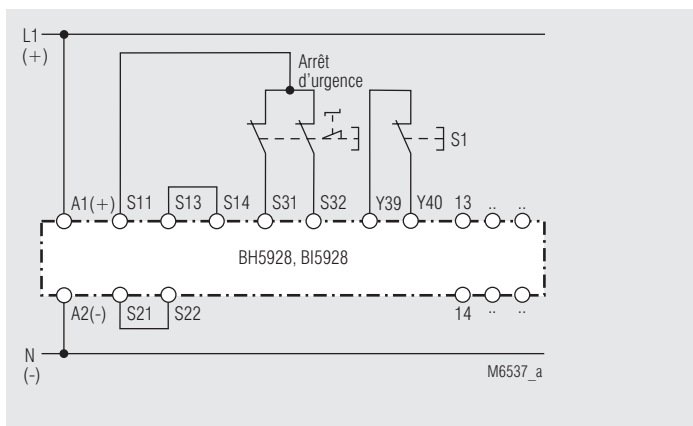 L1
(+)
Arrêt
d'urgence
S1
A1(+) S11 S13 S14 S31 S32 Y39 Y40 13 .. ..
BH5928, BI5928
A2(-) S21 S22 14 .. ..
N
(-)
M6537_a